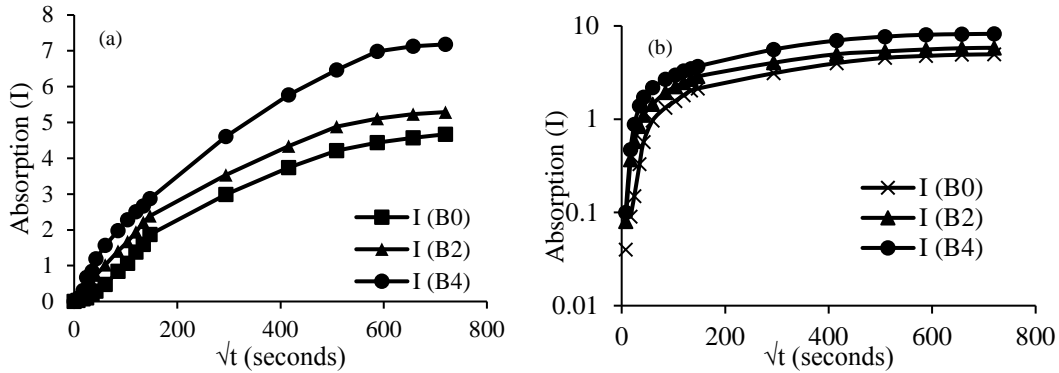 (a)
Absorption (I)
8
7
6
5
4
3
2
1
0
0 200 400 600 800
√t (seconds)
I (B0)
I (B2)
I (B4)
(b)
Absorption (I)
10
1
0.1
0.01
0 200 400 600 800
√t (seconds)
I (B0)
I (B2)
I (B4)